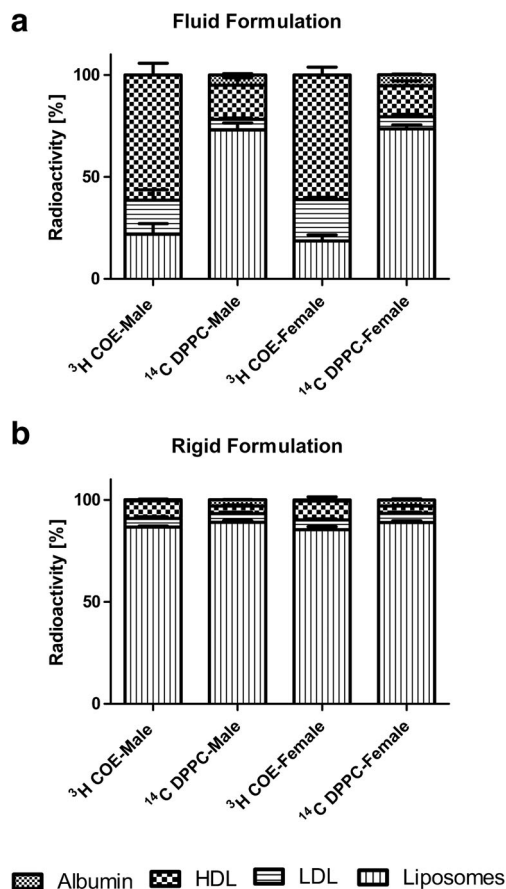 a
Fluid Formulation
Radioactivity [%]
100
50
0
³H COE-Male
¹⁴C DPPC-Male
³H COE-Female
¹⁴C DPPC-Female
b
Rigid Formulation
Radioactivity [%]
100
50
0
³H COE-Male
¹⁴C DPPC-Male
³H COE-Female
¹⁴C DPPC-Female
Albumin HDL LDL Liposomes